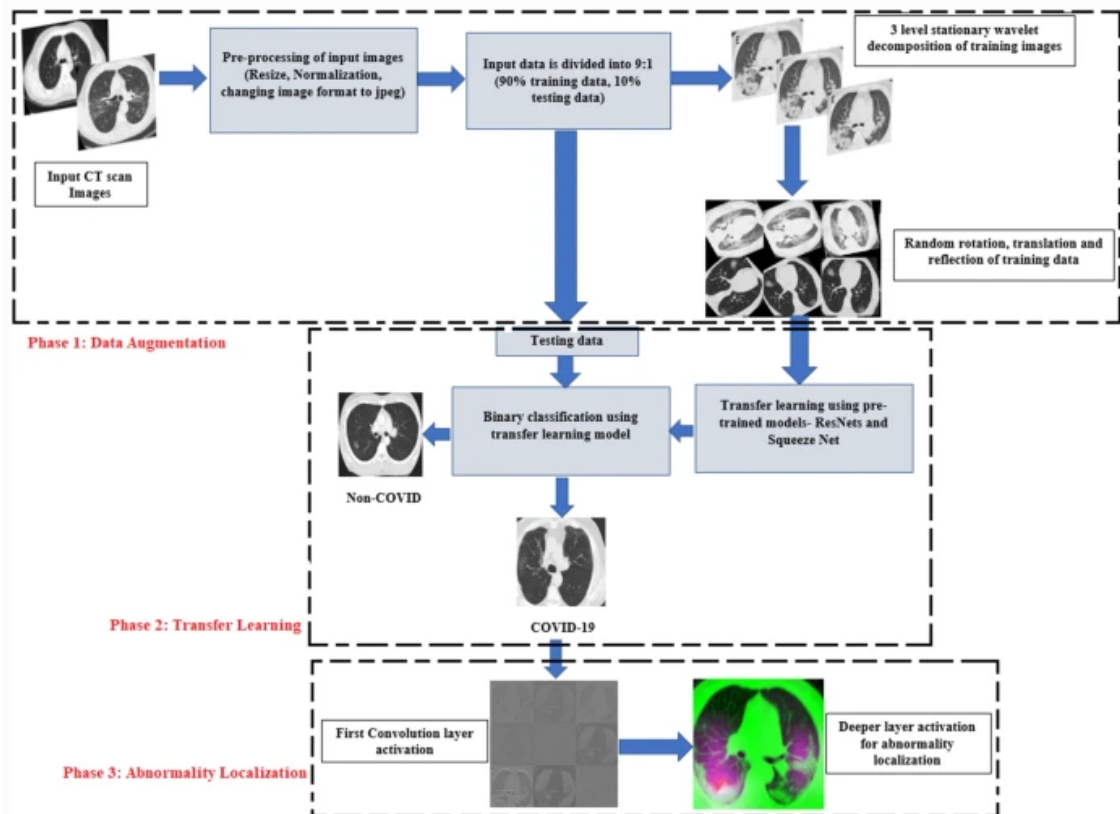 Input CT scan
Images
Pre-processing of input images
(Resize, Normalization,
changing image format to jpeg)
Input data is divided into 9:1
(90% training data, 10%
testing data)
3 level stationary wavelet
decomposition of training images
Random rotation, translation and
reflection of training data
Phase 1: Data Augmentation
Testing data
Binary classification using
transfer learning model
Transfer learning using pre-
trained models- ResNets and
Squeeze Net
Non-COVID
COVID-19
Phase 2: Transfer Learning
First Convolution layer
activation
Deeper layer activation
for abnormality
localization
Phase 3: Abnormality Localization